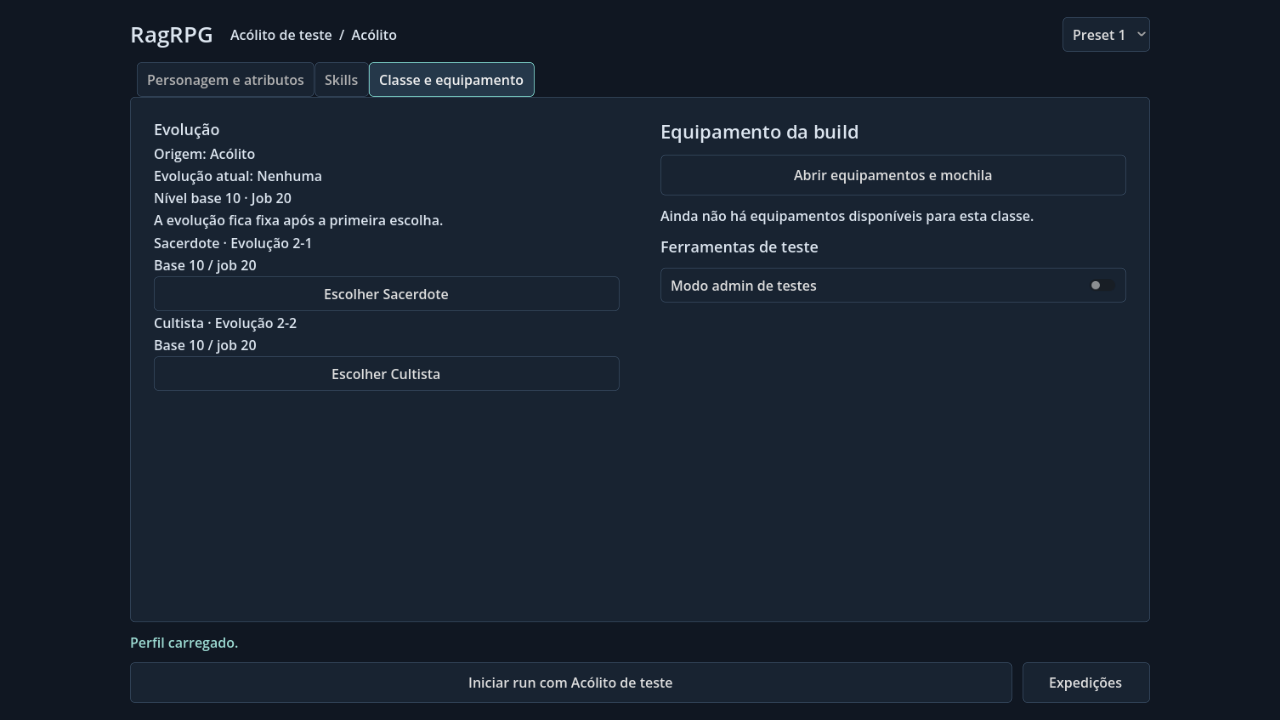 RagRPG
Acólito de teste / Acólito
Preset 1
Personagem e atributos
Skills
Classe e equipamento
Evolução
Origem: Acólito
Evolução atual: Nenhuma
Nível base 10 · Job 20
A evolução fica fixa após a primeira escolha.
Sacerdote · Evolução 2-1
Base 10 / job 20
Escolher Sacerdote
Cultista · Evolução 2-2
Base 10 / job 20
Escolher Cultista
Equipamento da build
Abrir equipamentos e mochila
Ainda não há equipamentos disponíveis para esta classe.
Ferramentas de teste
Modo admin de testes
Perfil carregado.
Iniciar run com Acólito de teste
Expedições